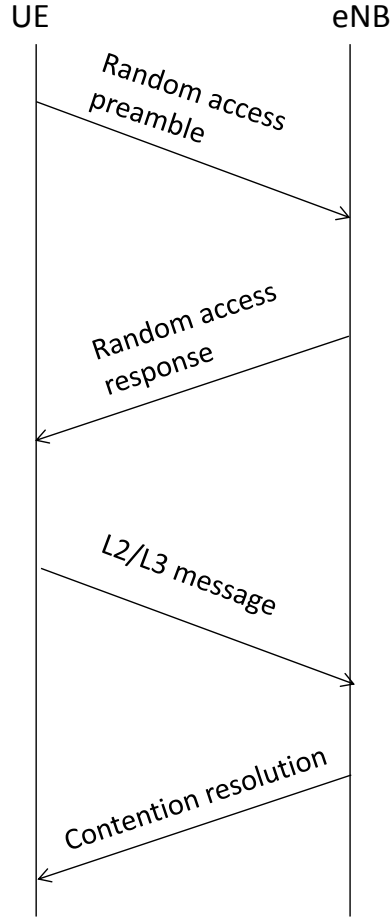 UE
eNB
Random access
preamble
Random access
response
L2/L3 message
Contention resolution